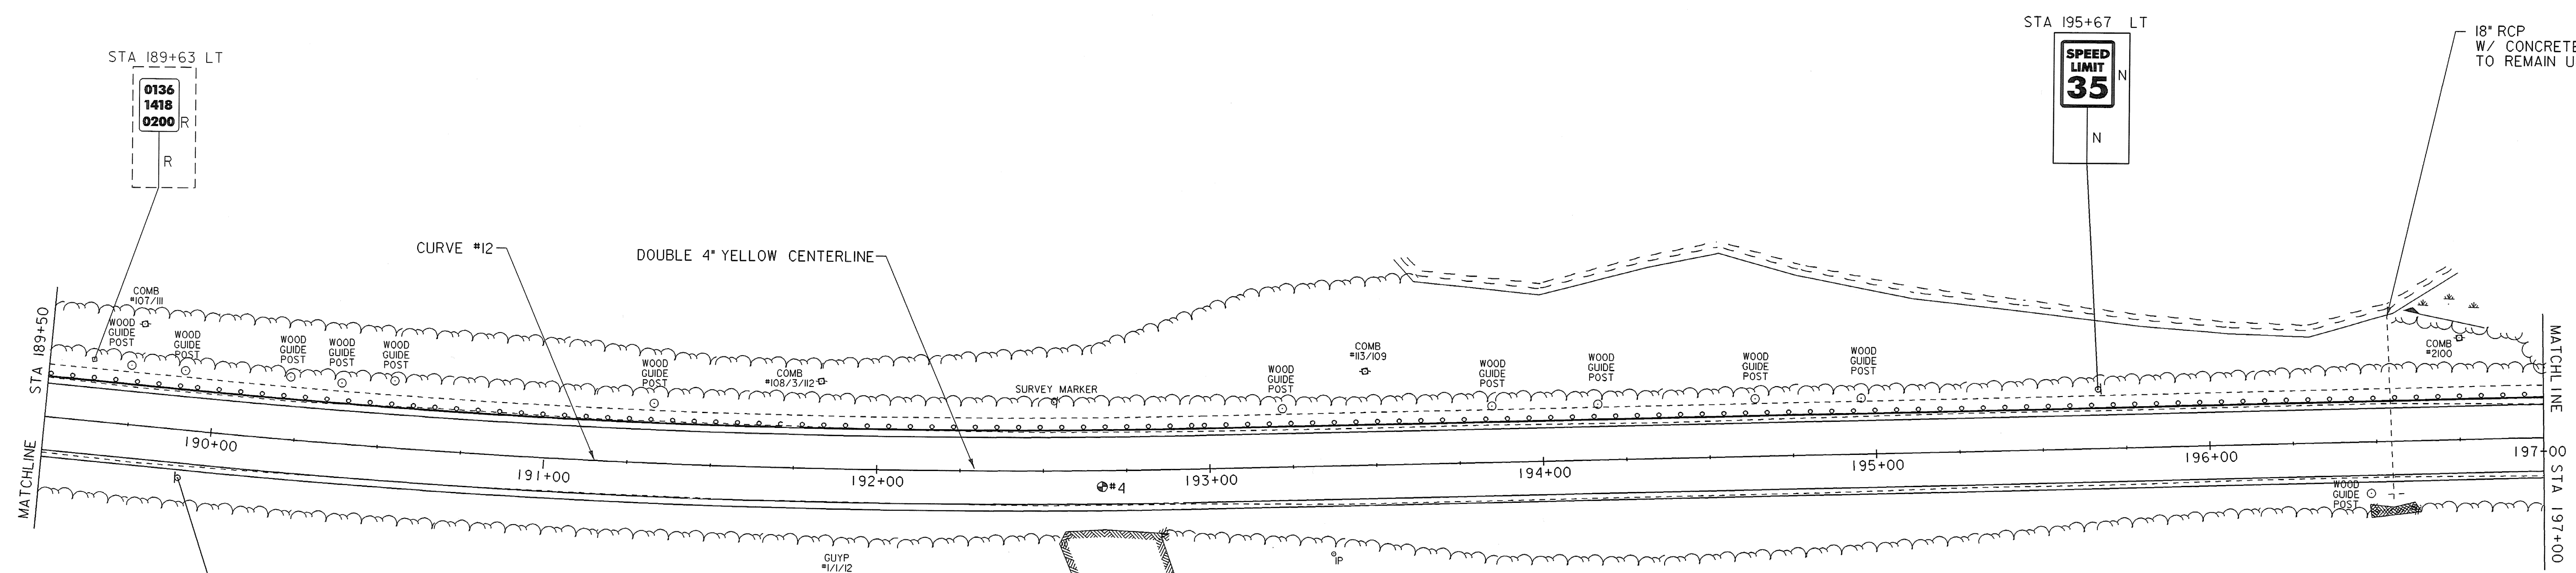 STA 189+63 LT
0136
1418
0200
R
R
STA 195+67 LT
SPEED
LIMIT
35
N
N
18" RCP
W/ CONCRETE
TO REMAIN U
CURVE #12
DOUBLE 4" YELLOW CENTERLINE
STA 189+50
MATCHLINE
COMB
#107/111
WOOD
GUIDE
POST
WOOD
GUIDE
POST
WOOD
GUIDE
POST
WOOD
GUIDE
POST
WOOD
GUIDE
POST
WOOD
GUIDE
POST
COMB
#108/3/112
SURVEY MARKER
WOOD
GUIDE
POST
COMB
#113/109
WOOD
GUIDE
POST
WOOD
GUIDE
POST
WOOD
GUIDE
POST
WOOD
GUIDE
POST
COMB
#2100
MATCHLINE
STA 197+00
190+00
191+00
192+00
193+00
194+00
195+00
196+00
197+00
#4
WOOD
GUIDE
POST
GUYP
#1/1/12
IP